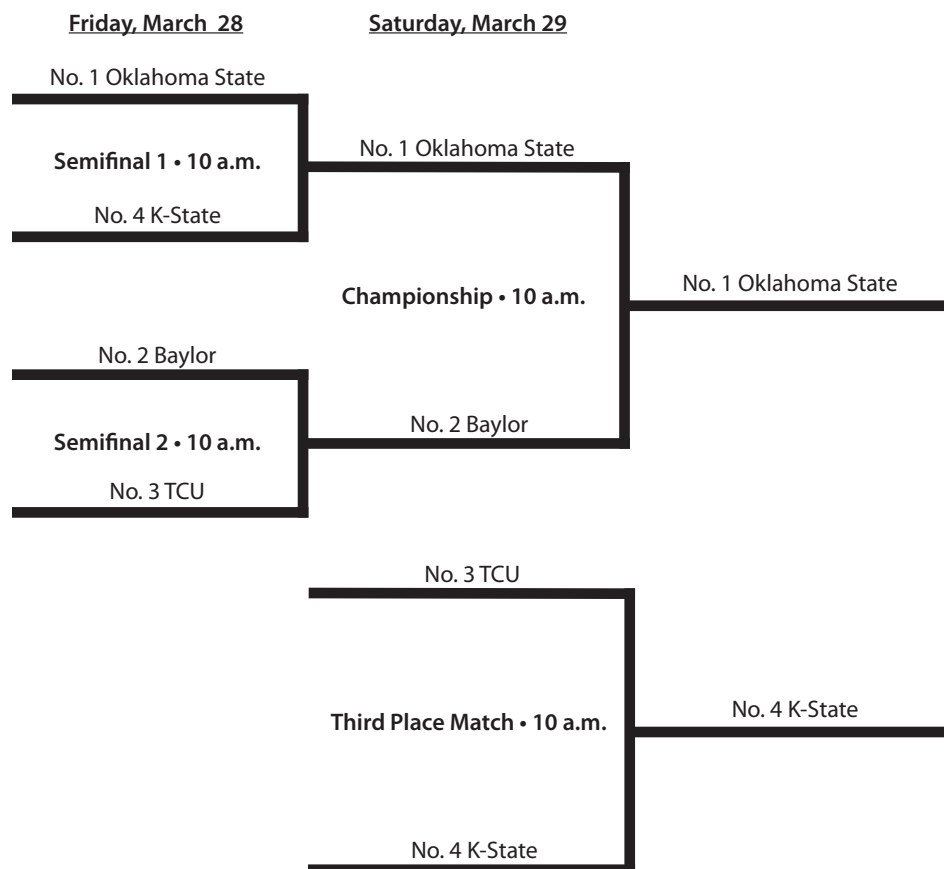 Friday, March 28
Saturday, March 29
No. 1 Oklahoma State
Semifinal 1 • 10 a.m.
No. 1 Oklahoma State
No. 4 K-State
Championship • 10 a.m.
No. 1 Oklahoma State
No. 2 Baylor
Semifinal 2 • 10 a.m.
No. 2 Baylor
No. 3 TCU
No. 3 TCU
Third Place Match • 10 a.m.
No. 4 K-State
No. 4 K-State